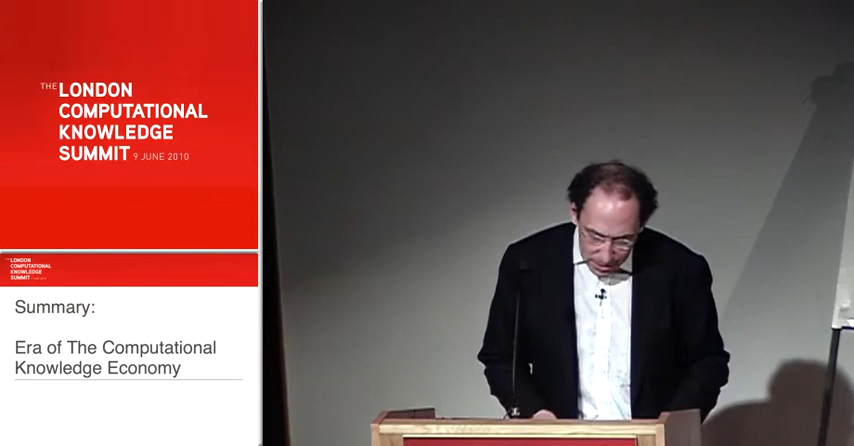 THE LONDON
COMPUTATIONAL
KNOWLEDGE
SUMMIT 9 JUNE 2010
THE LONDON
COMPUTATIONAL
KNOWLEDGE
SUMMIT
Summary:
Era of The Computational
Knowledge Economy